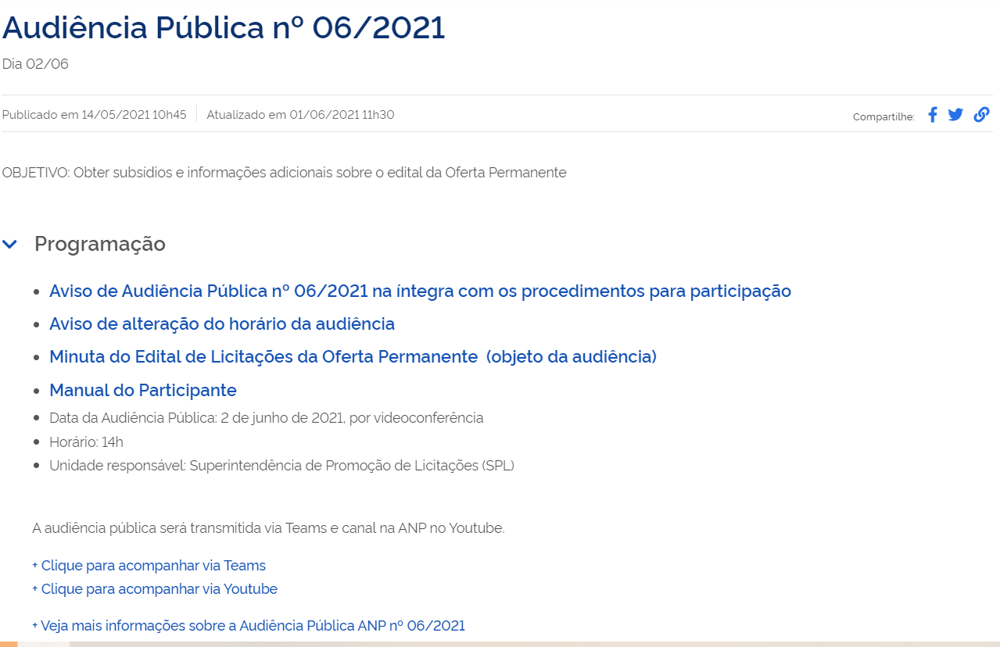 Audiência Pública nº 06/2021
Dia 02/06
Publicado em 14/05/2021 10h45 Atualizado em 01/06/2021 11h30 Compartilhe:
OBJETIVO: Obter subsídios e informações adicionais sobre o edital da Oferta Permanente
Programação
Aviso de Audiência Pública nº 06/2021 na íntegra com os procedimentos para participação
Aviso de alteração do horário da audiência
Minuta do Edital de Licitações da Oferta Permanente  (objeto da audiência)
Manual do Participante
Data da Audiência Pública: 2 de junho de 2021, por videoconferência
Horário: 14h
Unidade responsável: Superintendência de Promoção de Licitações (SPL)
A audiência pública será transmitida via Teams e canal na ANP no Youtube.
+ Clique para acompanhar via Teams
+ Clique para acompanhar via Youtube
+ Veja mais informações sobre a Audiência Pública ANP nº 06/2021